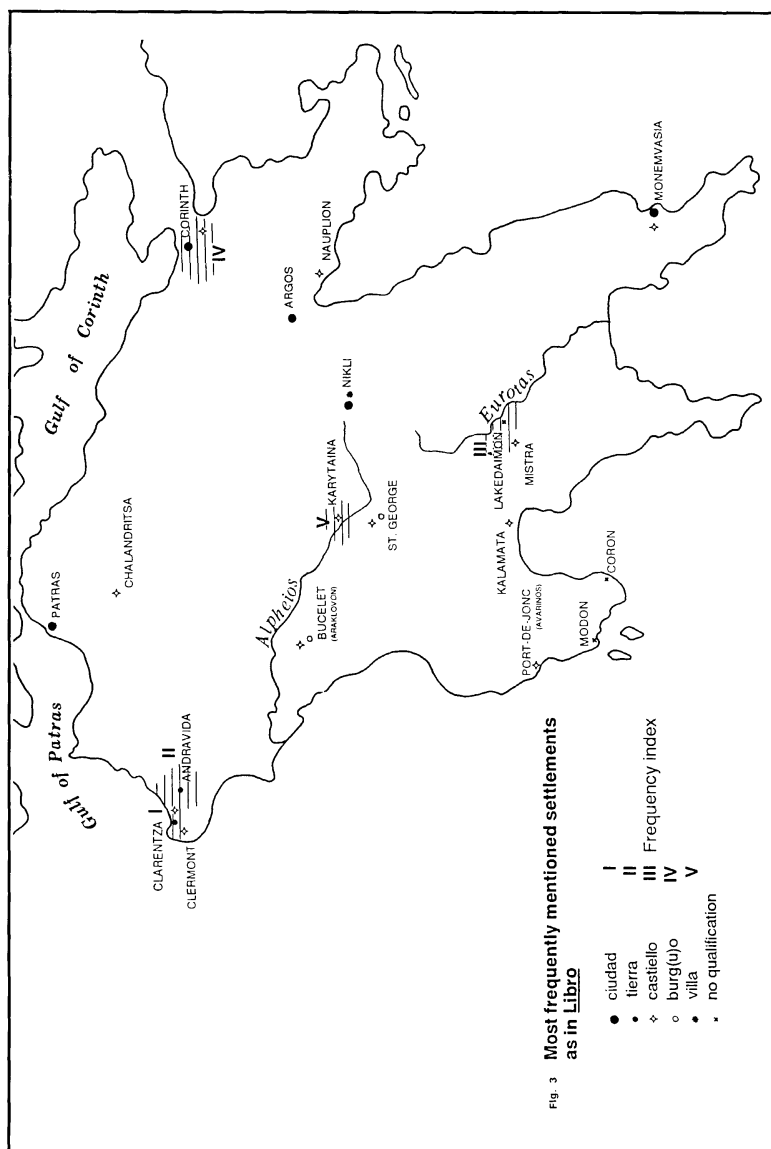 Gulf of Patras
Gulf of Corinth
PATRAS
CHALANDRITSA
CORINTH
IV
CLARENTZA
I
II
CLERMONT
ANDRAVIDA
ARGOS
NAUPLION
NIKLI
Alpheios
V
KARYTAINA
BUCELET
(ARAKLOVON)
ST. GEORGE
Eurotas
III
LAKEDAIMON
MISTRA
MONEMVASIA
KALAMATA
PORT-DE-JONC
(AVARINOS)
CORON
MODON
Fig. 3 Most frequently mentioned settlements
as in Libro
ciudad
tierra
castiello
burg(u)o
villa
no qualification
I
II
III Frequency index
IV
V